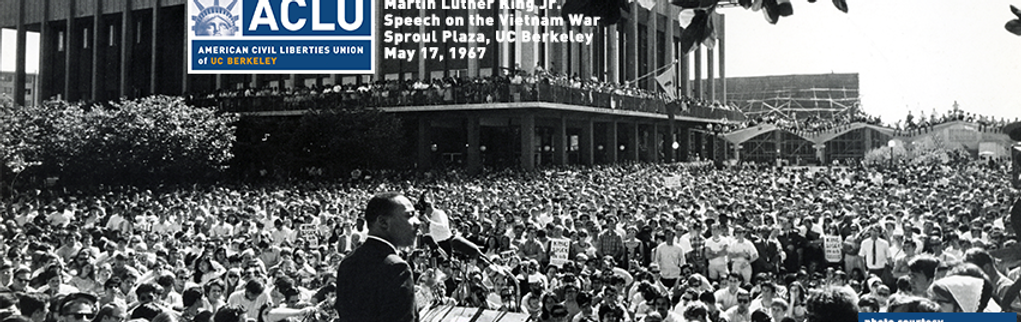 ACLU
AMERICAN CIVIL LIBERTIES UNION
of UC BERKELEY
Martin Luther King Jr.
Speech on the Vietnam War
Sproul Plaza, UC Berkeley
May 17, 1967
KING
photo courtesy